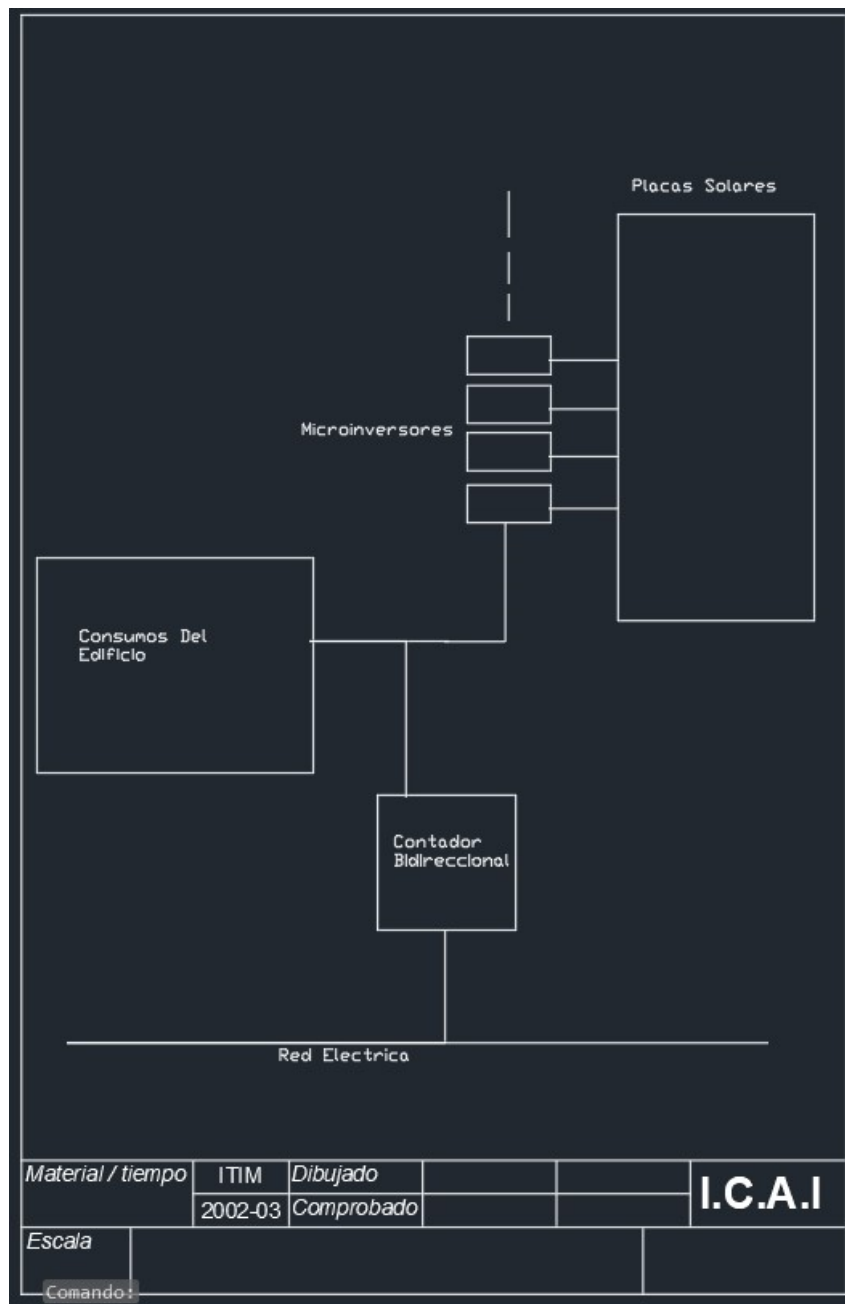 Placas Solares
Microinversores
Consumos Del
Edificio
Contador
Bidireccional
Red Electrica
Material / tiempo
ITIM
Dibujado
I.C.A.I
2002-03
Comprobado
Escala
Comando: